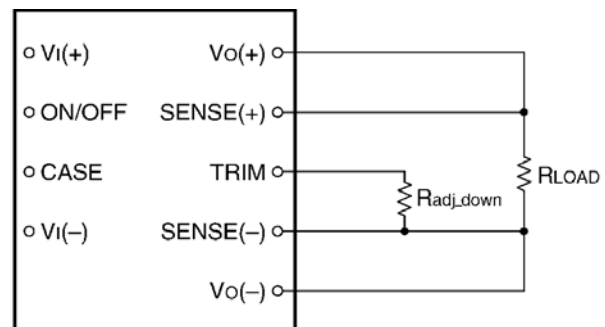 VI(+) VO(+)
ON/OFF SENSE(+)
CASE TRIM
Radj_down
RLOAD
VI(–) SENSE(–)
VO(–)